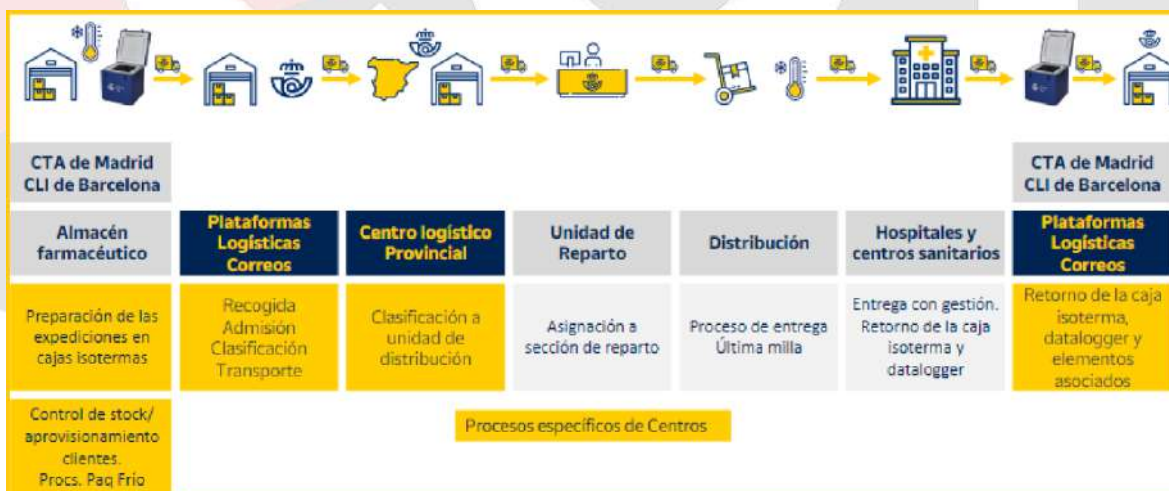 CTA de Madrid
CLI de Barcelona
CTA de Madrid
CLI de Barcelona
Almacén
farmacéutico
Plataformas
Logísticas
Correos
Centro logístico
Provincial
Unidad de
Reparto
Distribución
Hospitales y
centros sanitarios
Plataformas
Logísticas
Correos
Preparación de las
expediciones en
cajas isotermas
Recogida
Admisión
Clasificación
Transporte
Clasificación a
unidad de
distribución
Asignación a
sección de reparto
Proceso de entrega
Última milla
Entrega con gestión.
Retorno de la caja
isoterma y
datalogger
Retorno de la caja
isoterma,
datalogger y
elementos
asociados
Control de stock/
aprovisionamiento
clientes.
Procs. Paq Frío
Procesos específicos de Centros